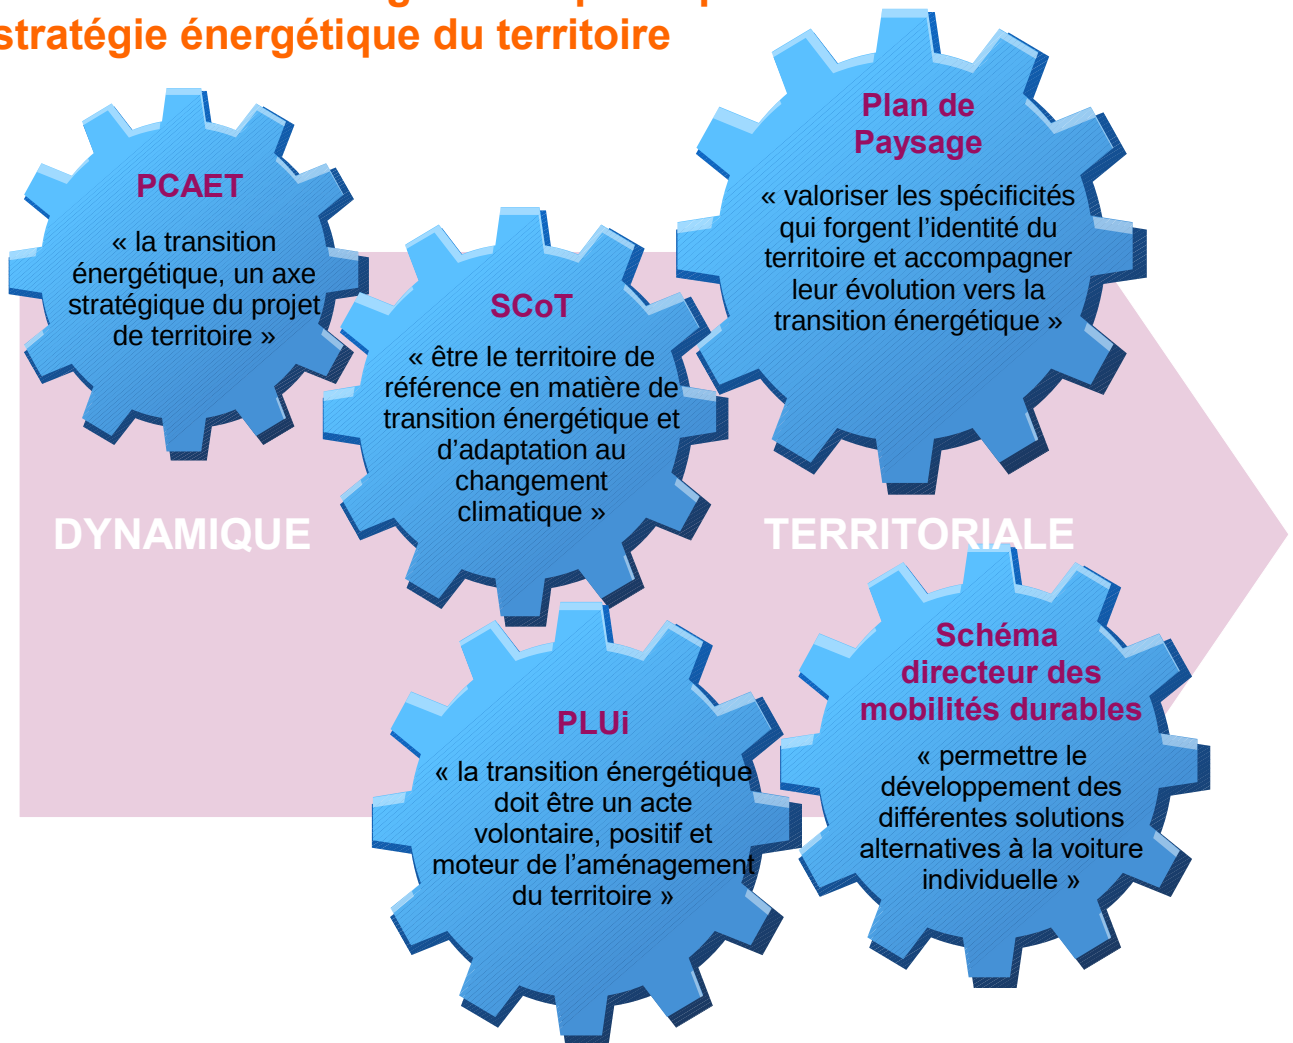 stratégie énergétique du territoire
PCAET
« la transition
énergétique, un axe
stratégique du projet
de territoire »
SCoT
« être le territoire de
référence en matière de
transition énergétique et
d’adaptation au
changement
climatique »
Plan de
Paysage
« valoriser les spécificités
qui forgent l’identité du
territoire et accompagner
leur évolution vers la
transition énergétique »
DYNAMIQUE
TERRITORIALE
PLUi
« la transition énergétique
doit être un acte
volontaire, positif et
moteur de l’aménagement
du territoire »
Schéma
directeur des
mobilités durables
« permettre le
développement des
différentes solutions
alternatives à la voiture
individuelle »